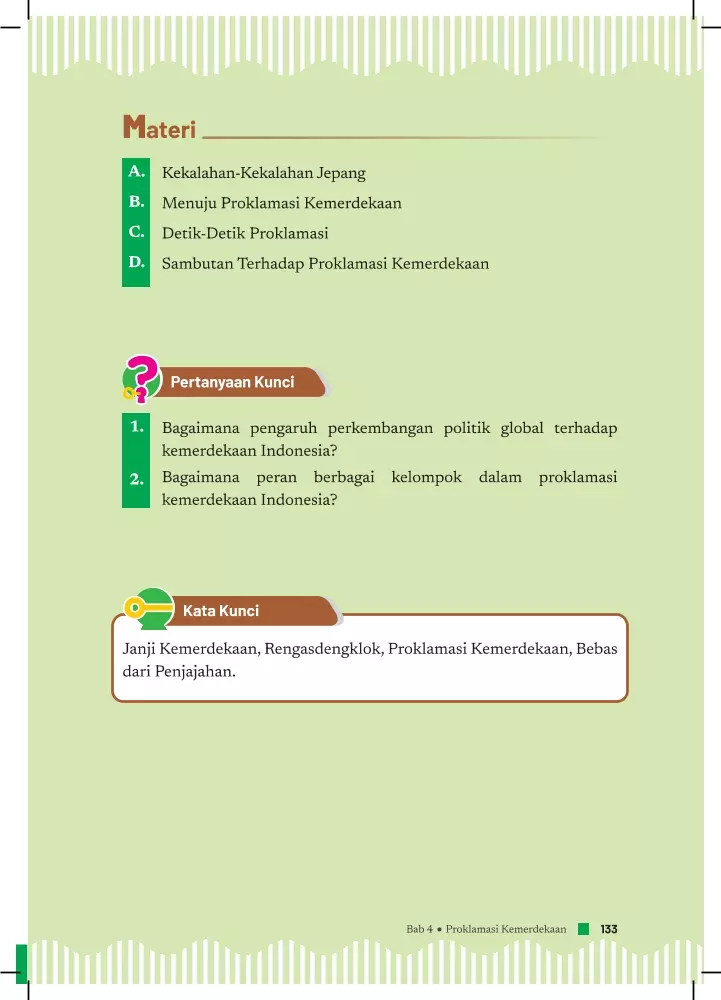 Materi
A. Kekalahan-Kekalahan Jepang
B. Menuju Proklamasi Kemerdekaan
C. Detik-Detik Proklamasi
D. Sambutan Terhadap Proklamasi Kemerdekaan
Pertanyaan Kunci
1. Bagaimana pengaruh perkembangan politik global terhadap
kemerdekaan Indonesia?
2. Bagaimana peran berbagai kelompok dalam proklamasi
kemerdekaan Indonesia?
Kata Kunci
Janji Kemerdekaan, Rengasdengklok, Proklamasi Kemerdekaan, Bebas
dari Penjajahan.
Bab 4 • Proklamasi Kemerdekaan 133